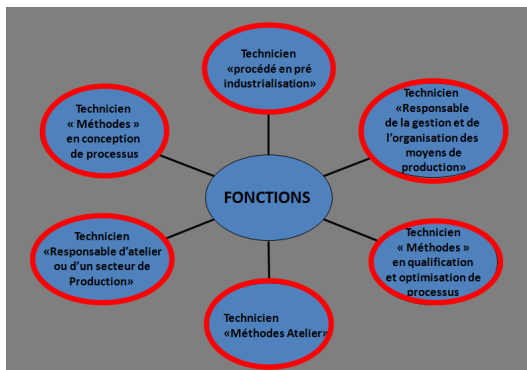 Technicien
«procédé en pré
industrialisation»
Technicien
« Méthodes »
en conception
de processus
Technicien
«Responsable
de la gestion et de
l'organisation des
moyens de
production»
FONCTIONS
Technicien
«Responsable d'atelier
ou d'un secteur de
Production»
Technicien
« Méthodes »
en qualification
et optimisation de
processus
Technicien
«Méthodes Atelier»